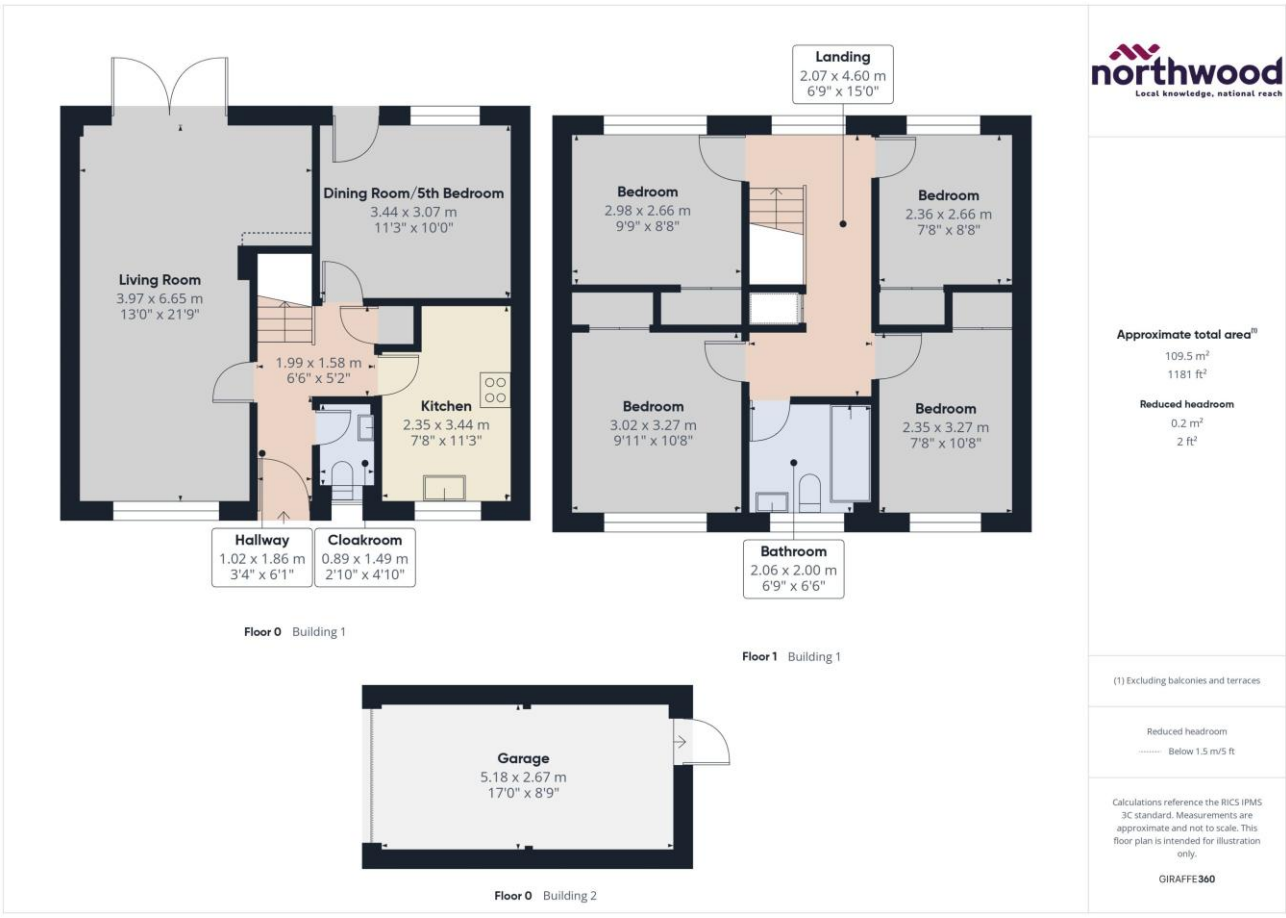 Landing
2.07 x 4.60 m
6'9" x 15'0"
Dining Room/5th Bedroom
3.44 x 3.07 m
11'3" x 10'0"
Living Room
3.97 x 6.65 m
13'0" x 21'9"
1.99 x 1.58 m
6'6" x 5'2"
Kitchen
2.35 x 3.44 m
7'8" x 11'3"
Hallway
1.02 x 1.86 m
3'4" x 6'1"
Cloakroom
0.89 x 1.49 m
2'10" x 4'10"
Floor 0 Building 1
Bedroom
2.98 x 2.66 m
9'9" x 8'8"
Bedroom
2.36 x 2.66 m
7'8" x 8'8"
Bedroom
3.02 x 3.27 m
9'11" x 10'8"
Bedroom
2.35 x 3.27 m
7'8" x 10'8"
Bathroom
2.06 x 2.00 m
6'9" x 6'6"
Floor 1 Building 1
Garage
5.18 x 2.67 m
17'0" x 8'9"
Floor 0 Building 2
northwood
Local knowledge, national reach
Approximate total area(1)
109.5 m²
1181 ft²
Reduced headroom
0.2 m²
2 ft²
(1) Excluding balconies and terraces
Reduced headroom
Below 1.5 m/5 ft
Calculations reference the RICS IPMS
3C standard. Measurements are
approximate and not to scale. This
floor plan is intended for illustration
only.
GIRAFFE360